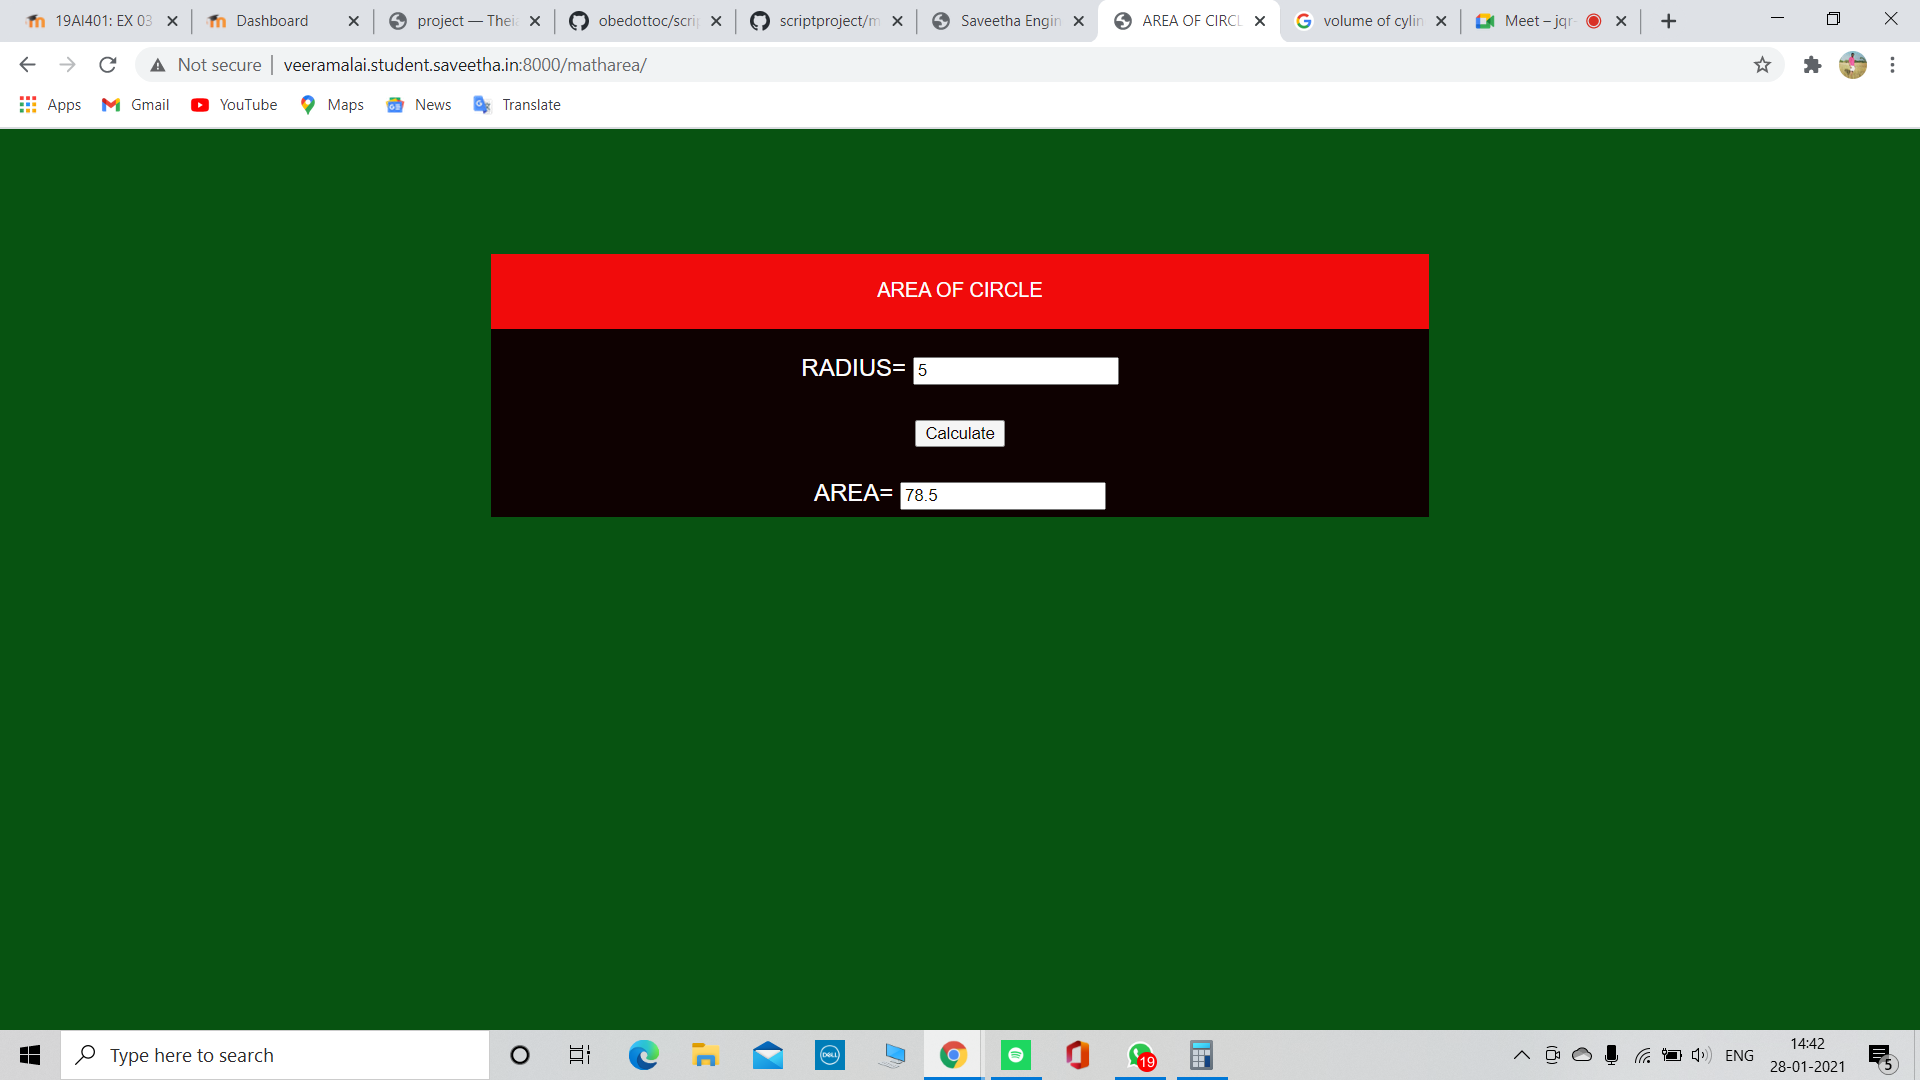 19AI401: EX 03
Dashboard
project — Thei
obedottoc/scri
scriptproject/m
Saveetha Engin
AREA OF CIRCL
volume of cylin
Meet – jqr-
Not secure
veeramalai.student.saveetha.in:8000/matharea/
Apps
Gmail
YouTube
Maps
News
Translate
AREA OF CIRCLE
RADIUS= 5
Calculate
AREA= 78.5
Type here to search
DELL
19
ENG
14:42
28-01-2021
5